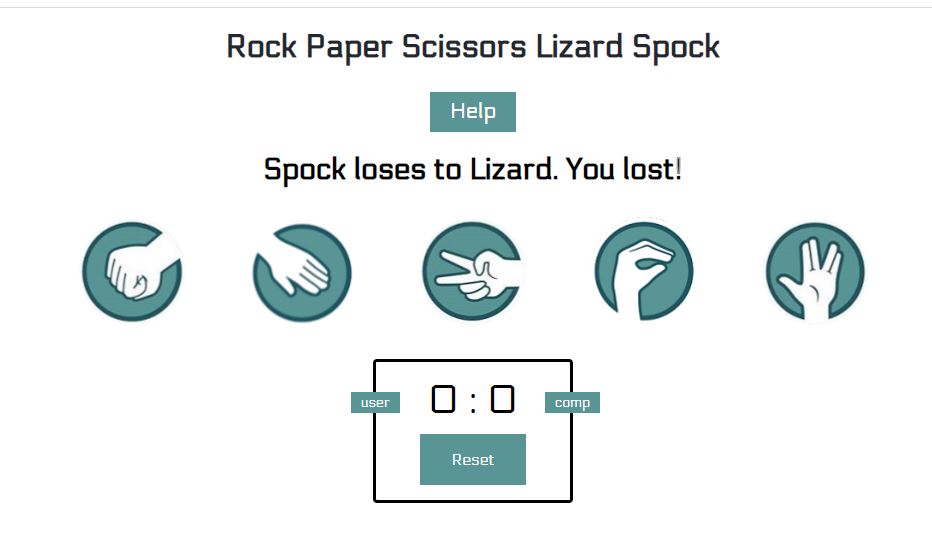 Rock Paper Scissors Lizard Spock
Help
Spock loses to Lizard. You lost!
user
0 : 0
comp
Reset